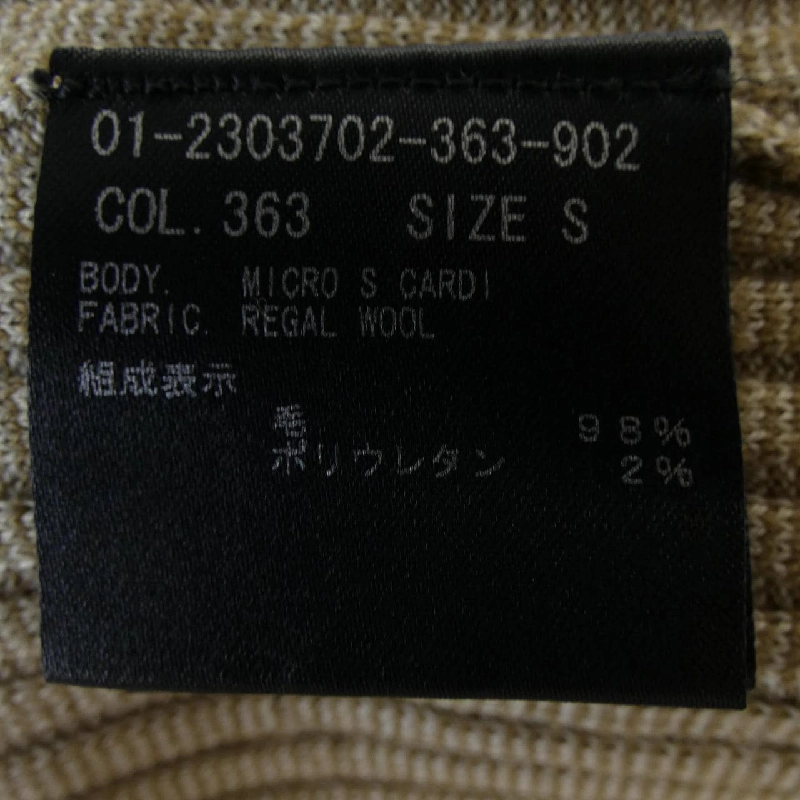 01-2303702-363-902
COL. 363 SIZE S
BODY. MICRO S CARDI
FABRIC. REGAL WOOL
組成表示
毛 98%
ポリウレタン 2%